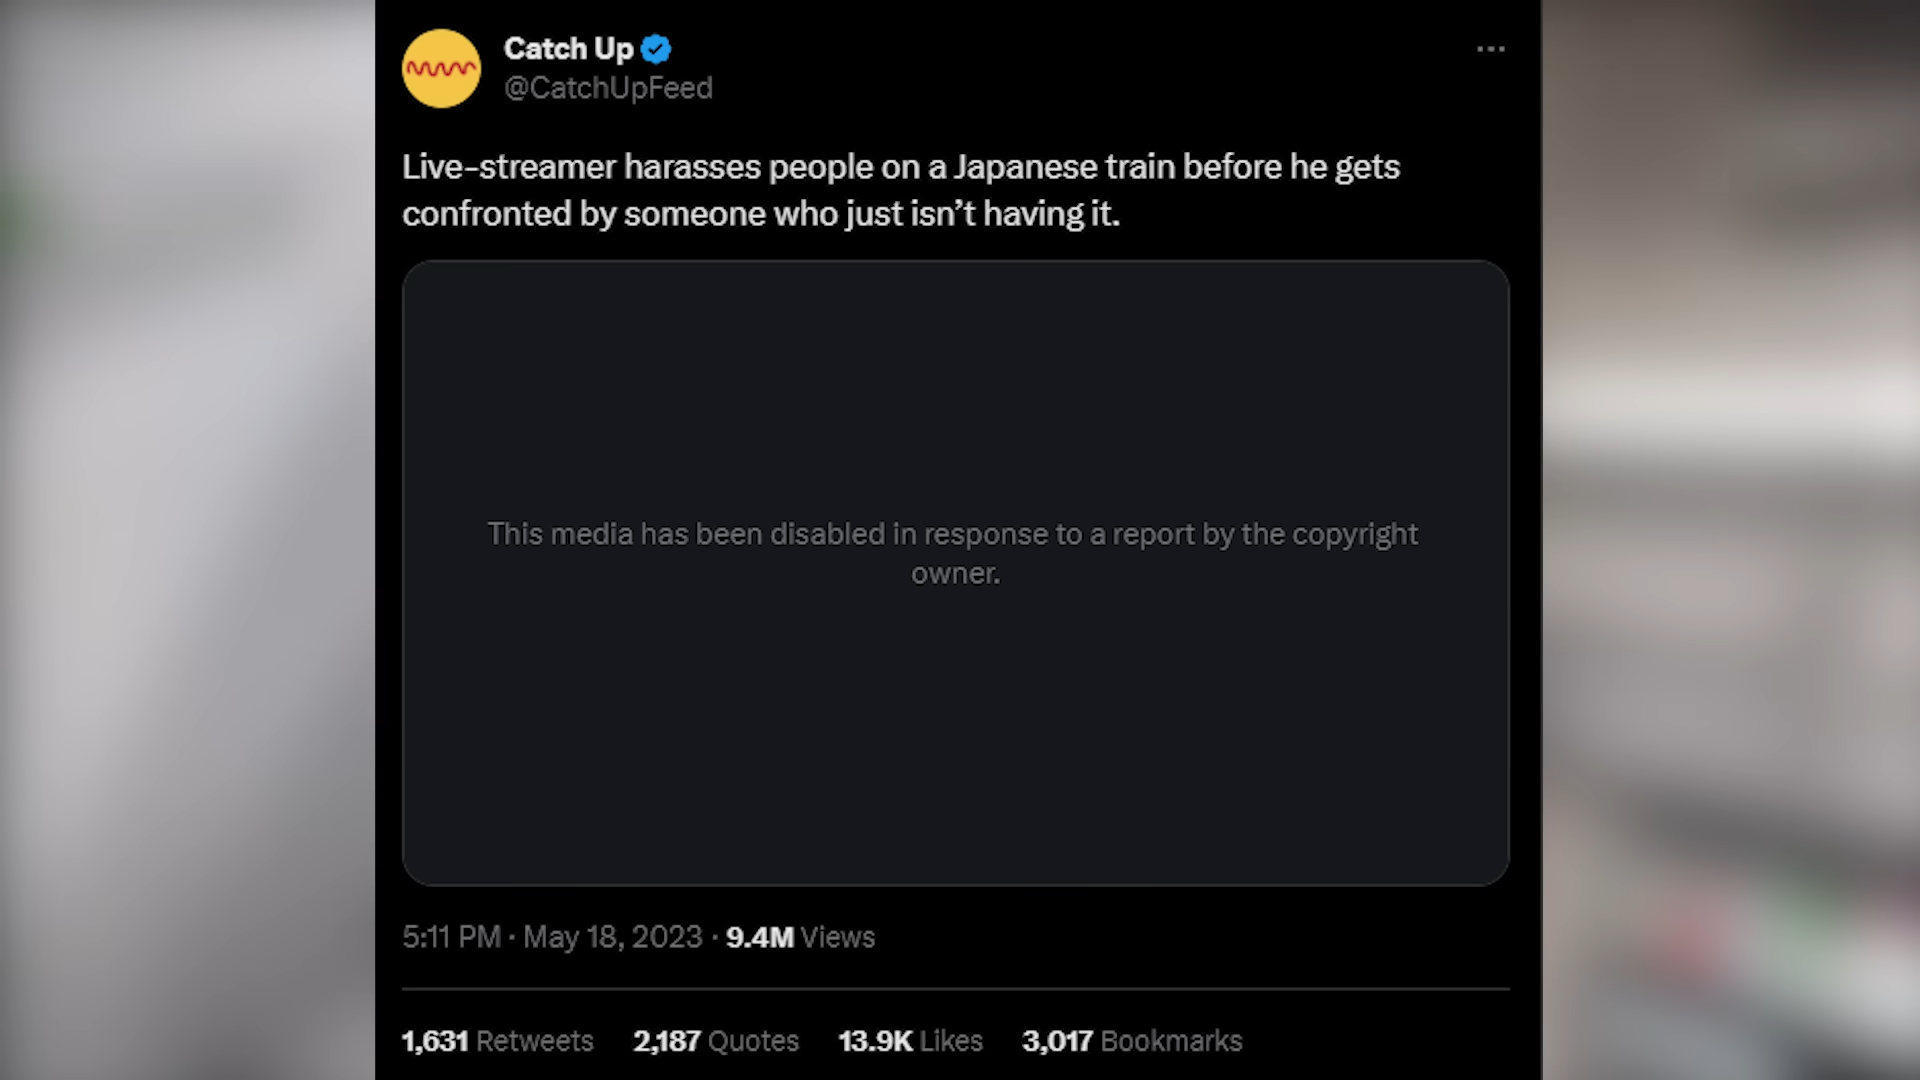 Catch Up
@CatchUpFeed
Live-streamer harasses people on a Japanese train before he gets
confronted by someone who just isn’t having it.
This media has been disabled in response to a report by the copyright
owner.
5:11 PM · May 18, 2023 · 9.4M Views
1,631 Retweets 2,187 Quotes 13.9K Likes 3,017 Bookmarks